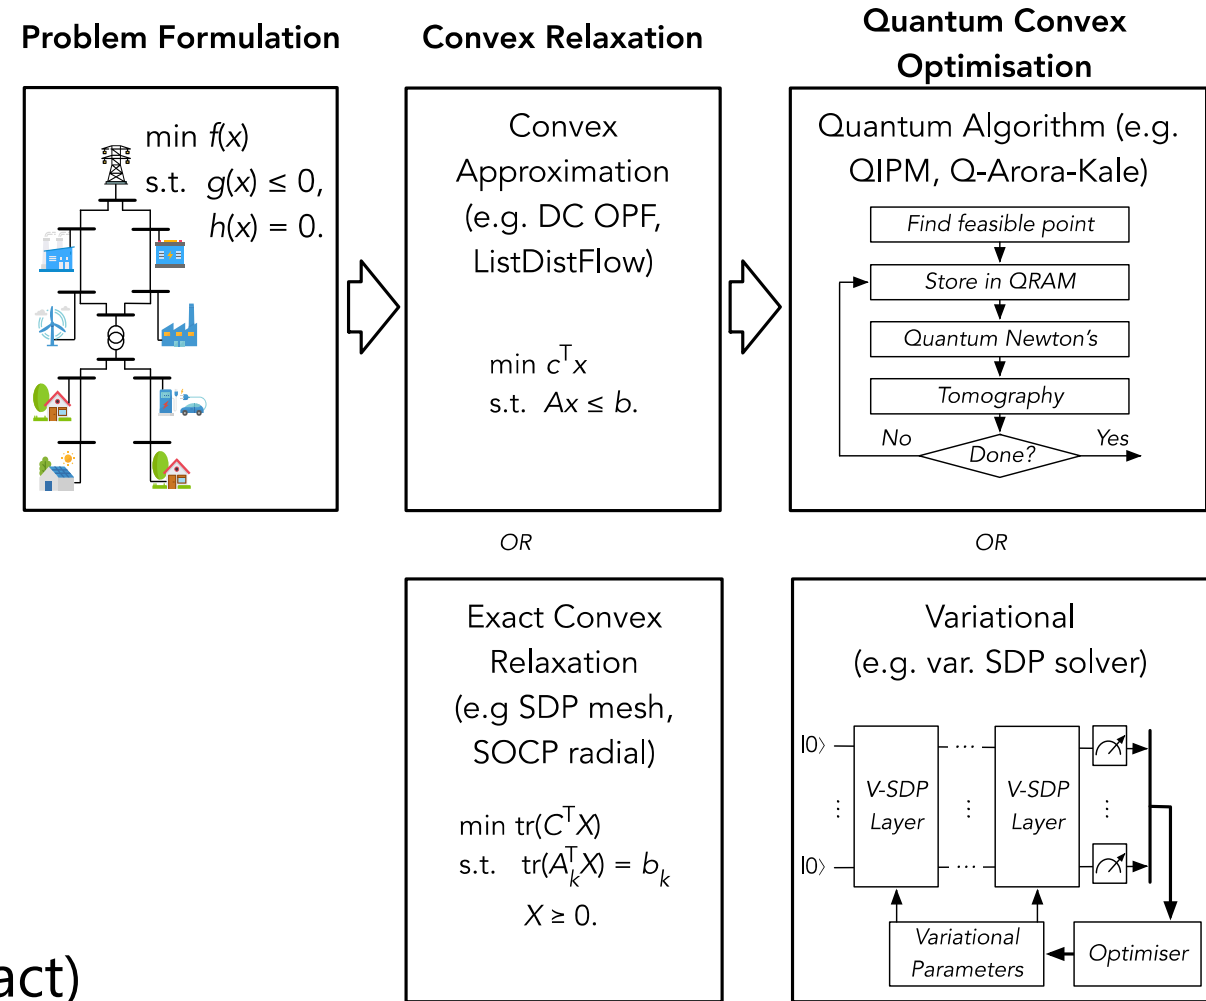 Problem Formulation
min f(x)
s.t. g(x) ≤ 0,
h(x) = 0.
Convex Relaxation
Convex
Approximation
(e.g. DC OPF,
ListDistFlow)
min cᵀx
s.t. Ax ≤ b.
OR
Exact Convex
Relaxation
(e.g SDP mesh,
SOCP radial)
min tr(CᵀX)
s.t. tr(A_kᵀX) = b_k
X ≥ 0.
Quantum Convex
Optimisation
Quantum Algorithm (e.g.
QIPM, Q-Arora-Kale)
Find feasible point
Store in QRAM
Quantum Newton's
Tomography
No
Done?
Yes
OR
Variational
(e.g. var. SDP solver)
|0⟩
...
⋮
V-SDP
Layer
⋮
V-SDP
Layer
⋮
|0⟩
...
Variational
Parameters
Optimiser
act)